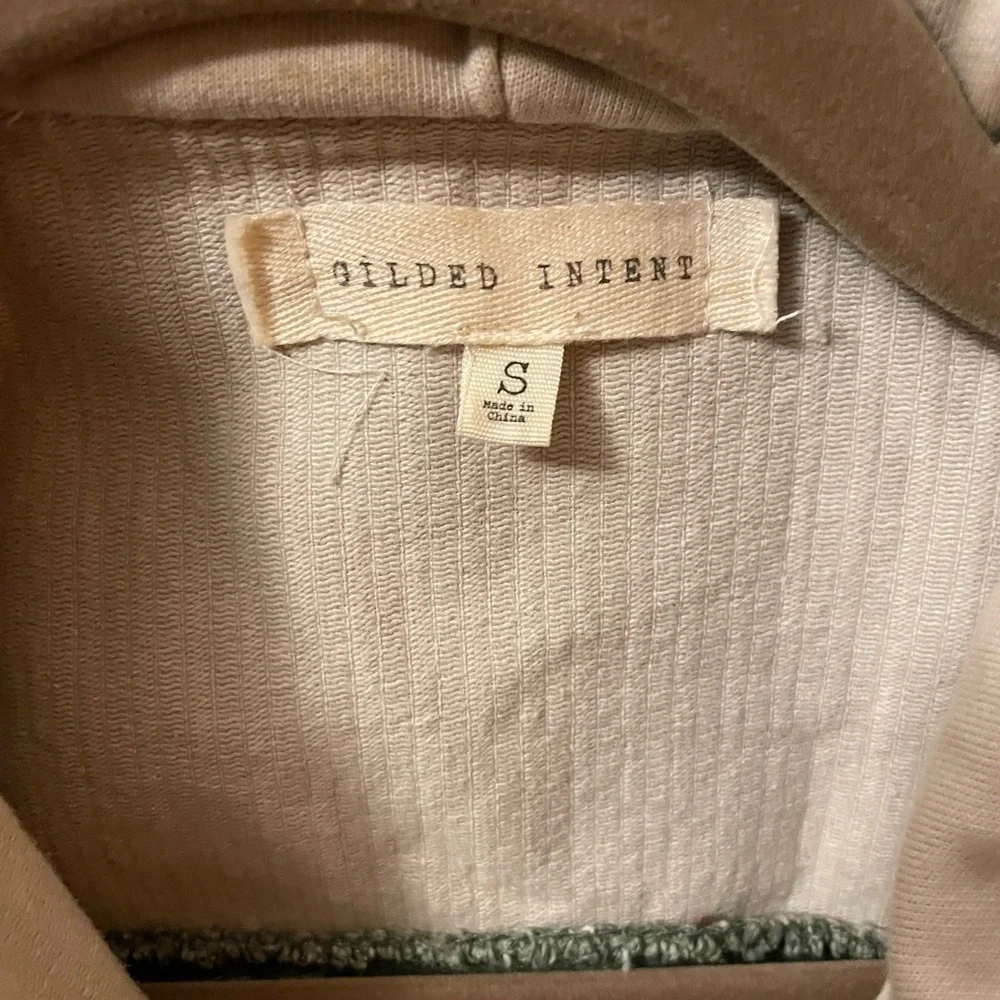 GILDED INTENT
S
Made in
China